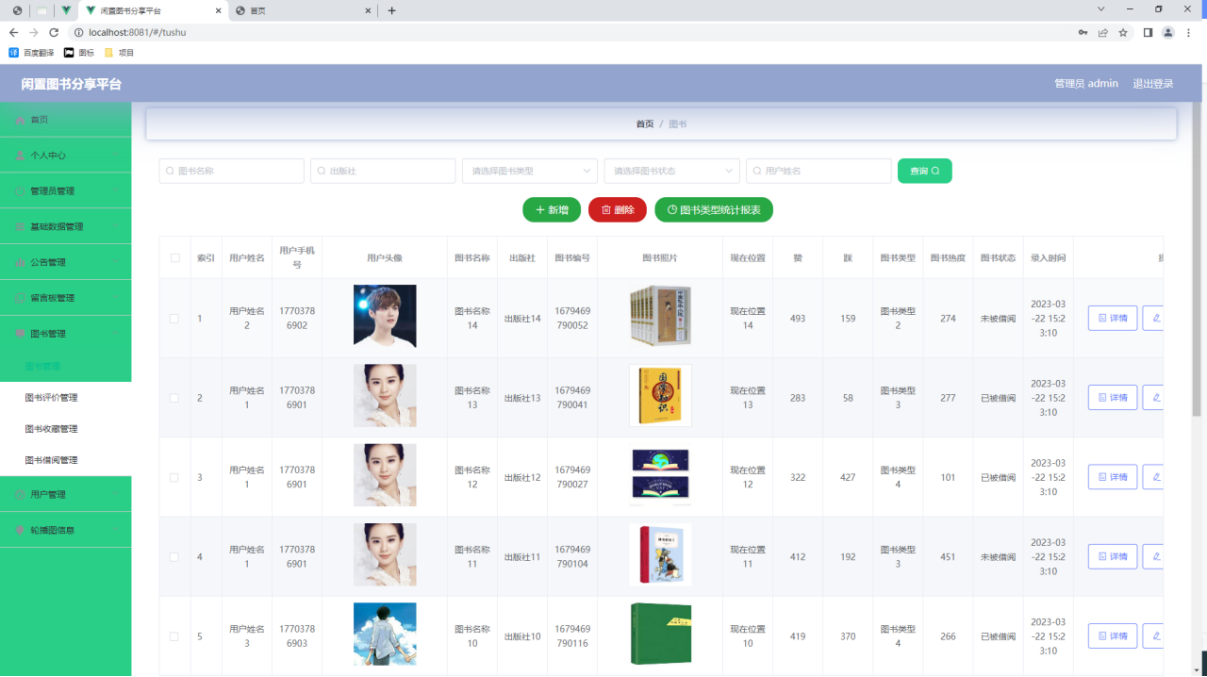 闲置图书分享平台
首页
localhost:8081/#/tushu
百度翻译 图标 项目
闲置图书分享平台
管理员 admin 退出登录
首页
个人中心
管理员管理
基础数据管理
公告管理
留言板管理
图书管理
图书管理
图书评价管理
图书收藏管理
图书借阅管理
用户管理
轮播图信息
首页 / 图书
图书名称 出版社 请选择图书类型 请选择图书状态 用户姓名 查询
新增 删除 图书类型统计报表
索引 用户姓名 用户手机号 用户头像 图书名称 出版社 图书编号 图书照片 现在位置 赞 踩 图书类型 图书热度 图书状态 录入时间
1 用户姓名2 17703786902 图书名称14 出版社14 1679469790052 现在位置14 493 159 图书类型2 274 未被借阅 2023-03-22 15:23:10 详情
2 用户姓名1 17703786901 图书名称13 出版社13 1679469790041 现在位置13 283 58 图书类型3 277 已被借阅 2023-03-22 15:23:10 详情
3 用户姓名1 17703786901 图书名称12 出版社12 1679469790027 现在位置12 322 427 图书类型4 101 已被借阅 2023-03-22 15:23:10 详情
4 用户姓名1 17703786901 图书名称11 出版社11 1679469790104 现在位置11 412 192 图书类型3 451 未被借阅 2023-03-22 15:23:10 详情
5 用户姓名3 17703786903 图书名称10 出版社10 1679469790116 现在位置10 419 370 图书类型4 266 已被借阅 2023-03-22 15:23:10 详情